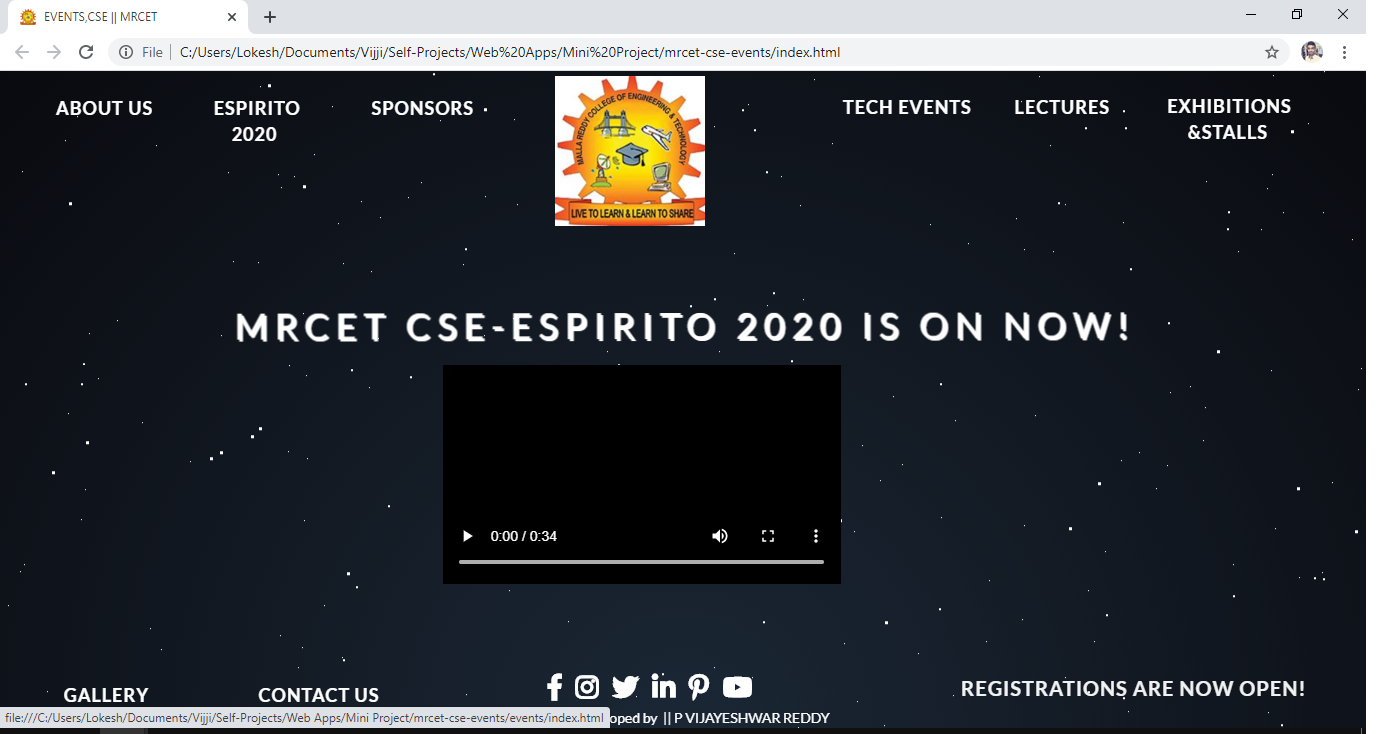 EVENTS,CSE || MRCET
File
C:/Users/Lokesh/Documents/Vijji/Self-Projects/Web%20Apps/Mini%20Project/mrcet-cse-events/index.html
ABOUT US
ESPIRITO
2020
SPONSORS
MALLA REDDY COLLEGE OF ENGINEERING & TECHNOLOGY
LIVE TO LEARN & LEARN TO SHARE
TECH EVENTS
LECTURES
EXHIBITIONS
&STALLS
MRCET CSE-ESPIRITO 2020 IS ON NOW!
0:00 / 0:34
GALLERY
CONTACT US
REGISTRATIONS ARE NOW OPEN!
file:///C:/Users/Lokesh/Documents/Vijji/Self-Projects/Web Apps/Mini Project/mrcet-cse-events/events/index.html
oped by || P VIJAYESHWAR REDDY